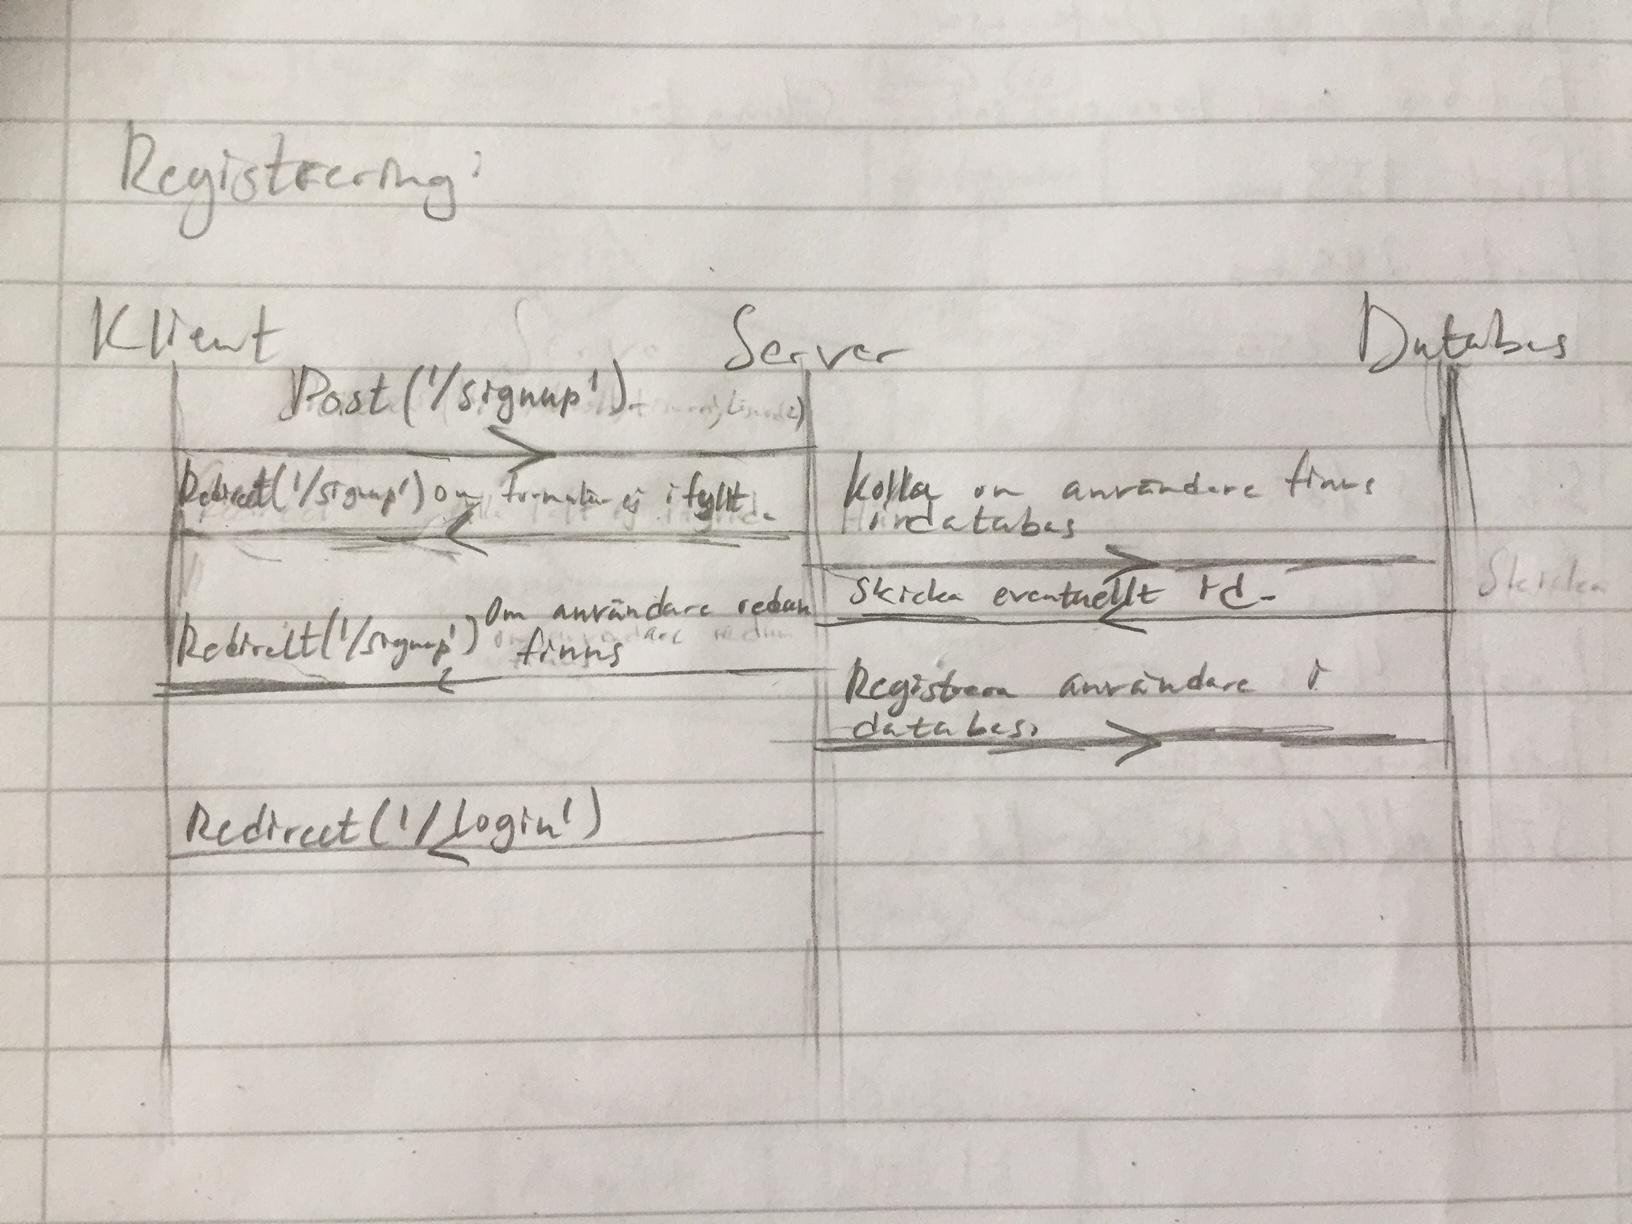 Registrering:
Klient Server Databas
Post('/signup')
Redirect('/signup') om formulär ej ifyllt.
Kolla om användare finns
i databas
Skicka eventuellt id.
Skicka
Om användare redan
Redirect('/signup') finns
Registrera användare i
databas.
Redirect('/login')